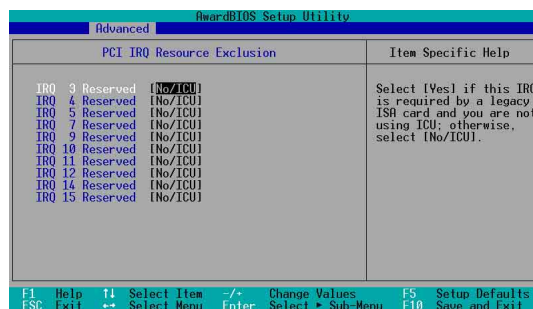 AwardBIOS Setup Utility
Advanced
PCI IRQ Resource Exclusion
Item Specific Help
IRQ 3 Reserved [No/ICU]
IRQ 4 Reserved [No/ICU]
IRQ 5 Reserved [No/ICU]
IRQ 7 Reserved [No/ICU]
IRQ 9 Reserved [No/ICU]
IRQ 10 Reserved [No/ICU]
IRQ 11 Reserved [No/ICU]
IRQ 12 Reserved [No/ICU]
IRQ 14 Reserved [No/ICU]
IRQ 15 Reserved [No/ICU]
Select [Yes] if this IRQ
is required by a legacy
ISA card and you are not
using ICU; otherwise,
select [No/ICU].
F1 Help ↑↓ Select Item -/+ Change Values F5 Setup Defaults
ESC Exit ←→ Select Menu Enter Select ► Sub-Menu F10 Save and Exit